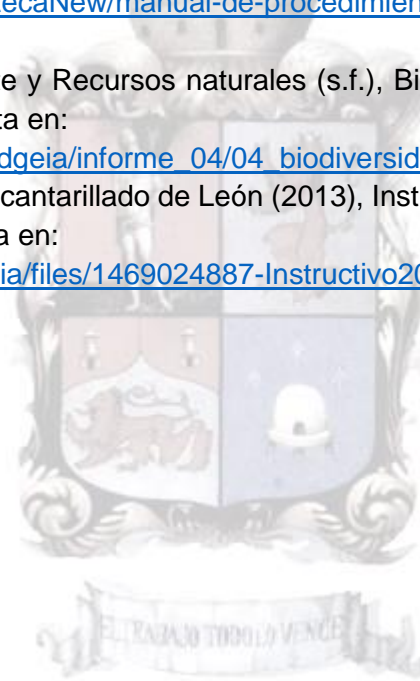 tecaNew/manual-de-procedimien
e y Recursos naturales (s.f.), Bi
ta en:
dgeia/informe_04/04_biodiversid
cantarillado de León (2013), Inst
a en:
ia/files/1469024887-Instructivo20
EL TRABAJO TODO LO VENCE